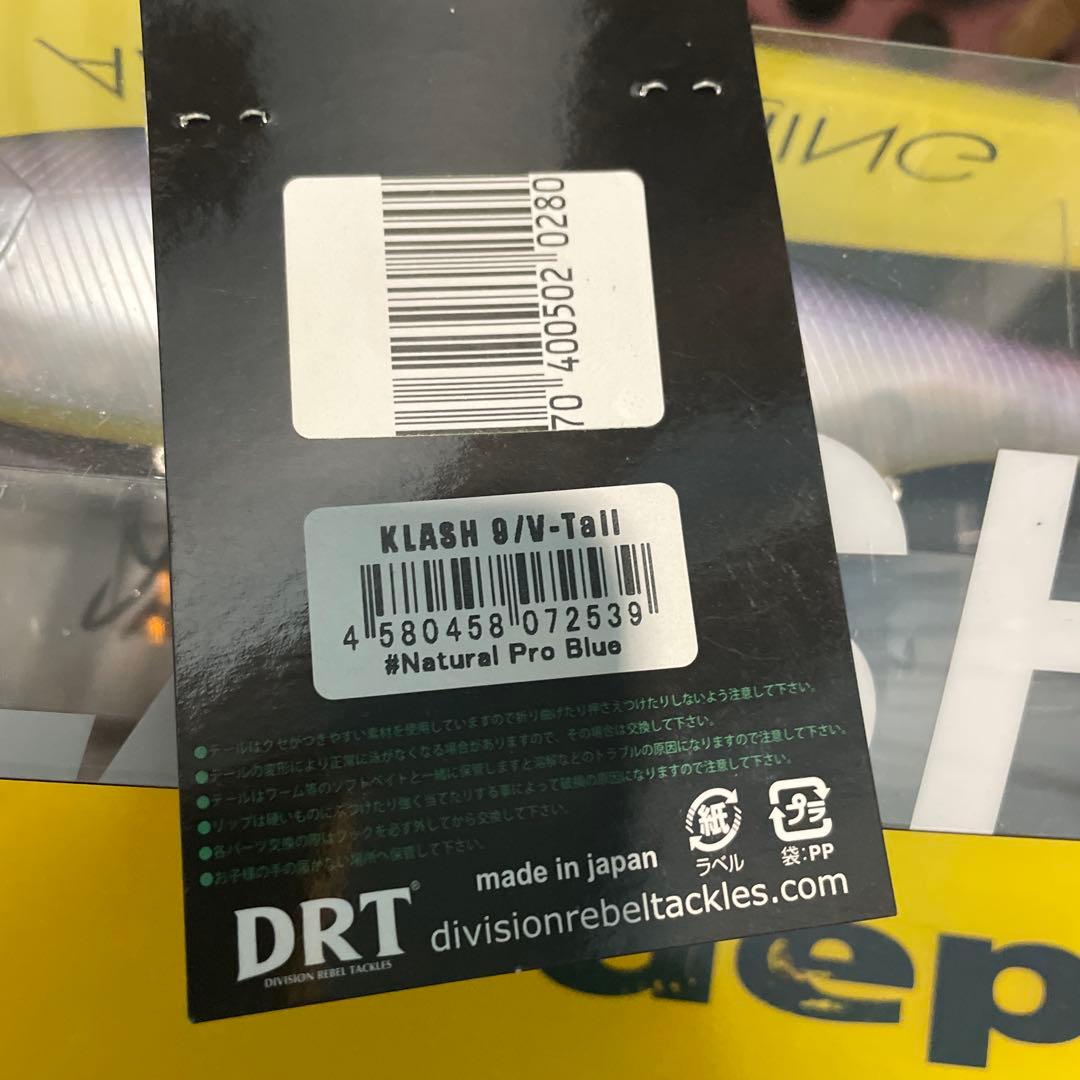 70 400502 0280
KLASH 9/V-Tail
4 580458 072539
#Natural Pro Blue
●テールはクセがつきやすい素材を使用していますので折り曲げたり押さえつけたりしないよう注意して下さい。
●テールの変形により正常に泳がなくなる場合がありますので、その場合は交換して下さい。
●テールはワーム等のソフトベイトと一緒に保管しますと溶解などのトラブルの原因になりますので注意して下さい。
●リップは硬いものにぶつけたり強く当てたりする事によって破損の原因になりますので注意して下さい。
●各パーツ交換の際はフックを必ず外してから交換して下さい。
●お子様の手の届かない場所へ保管して下さい。
紙
ラベル
プラ
袋:PP
made in japan
DRT®
DIVISION REBEL TACKLES
divisionrebeltackles.com
dep